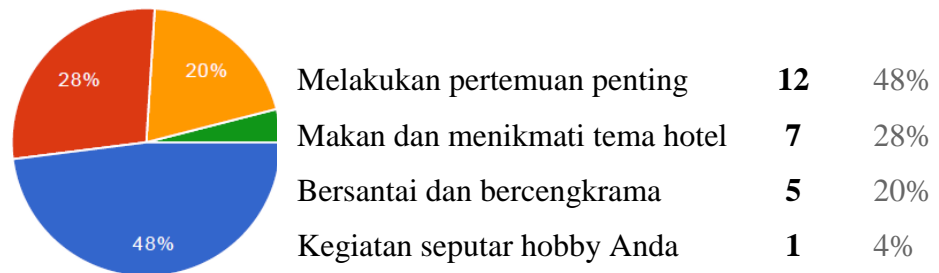 28%
20%
48%
Melakukan pertemuan penting 12 48%
Makan dan menikmati tema hotel 7 28%
Bersantai dan bercengkrama 5 20%
Kegiatan seputar hobby Anda 1 4%